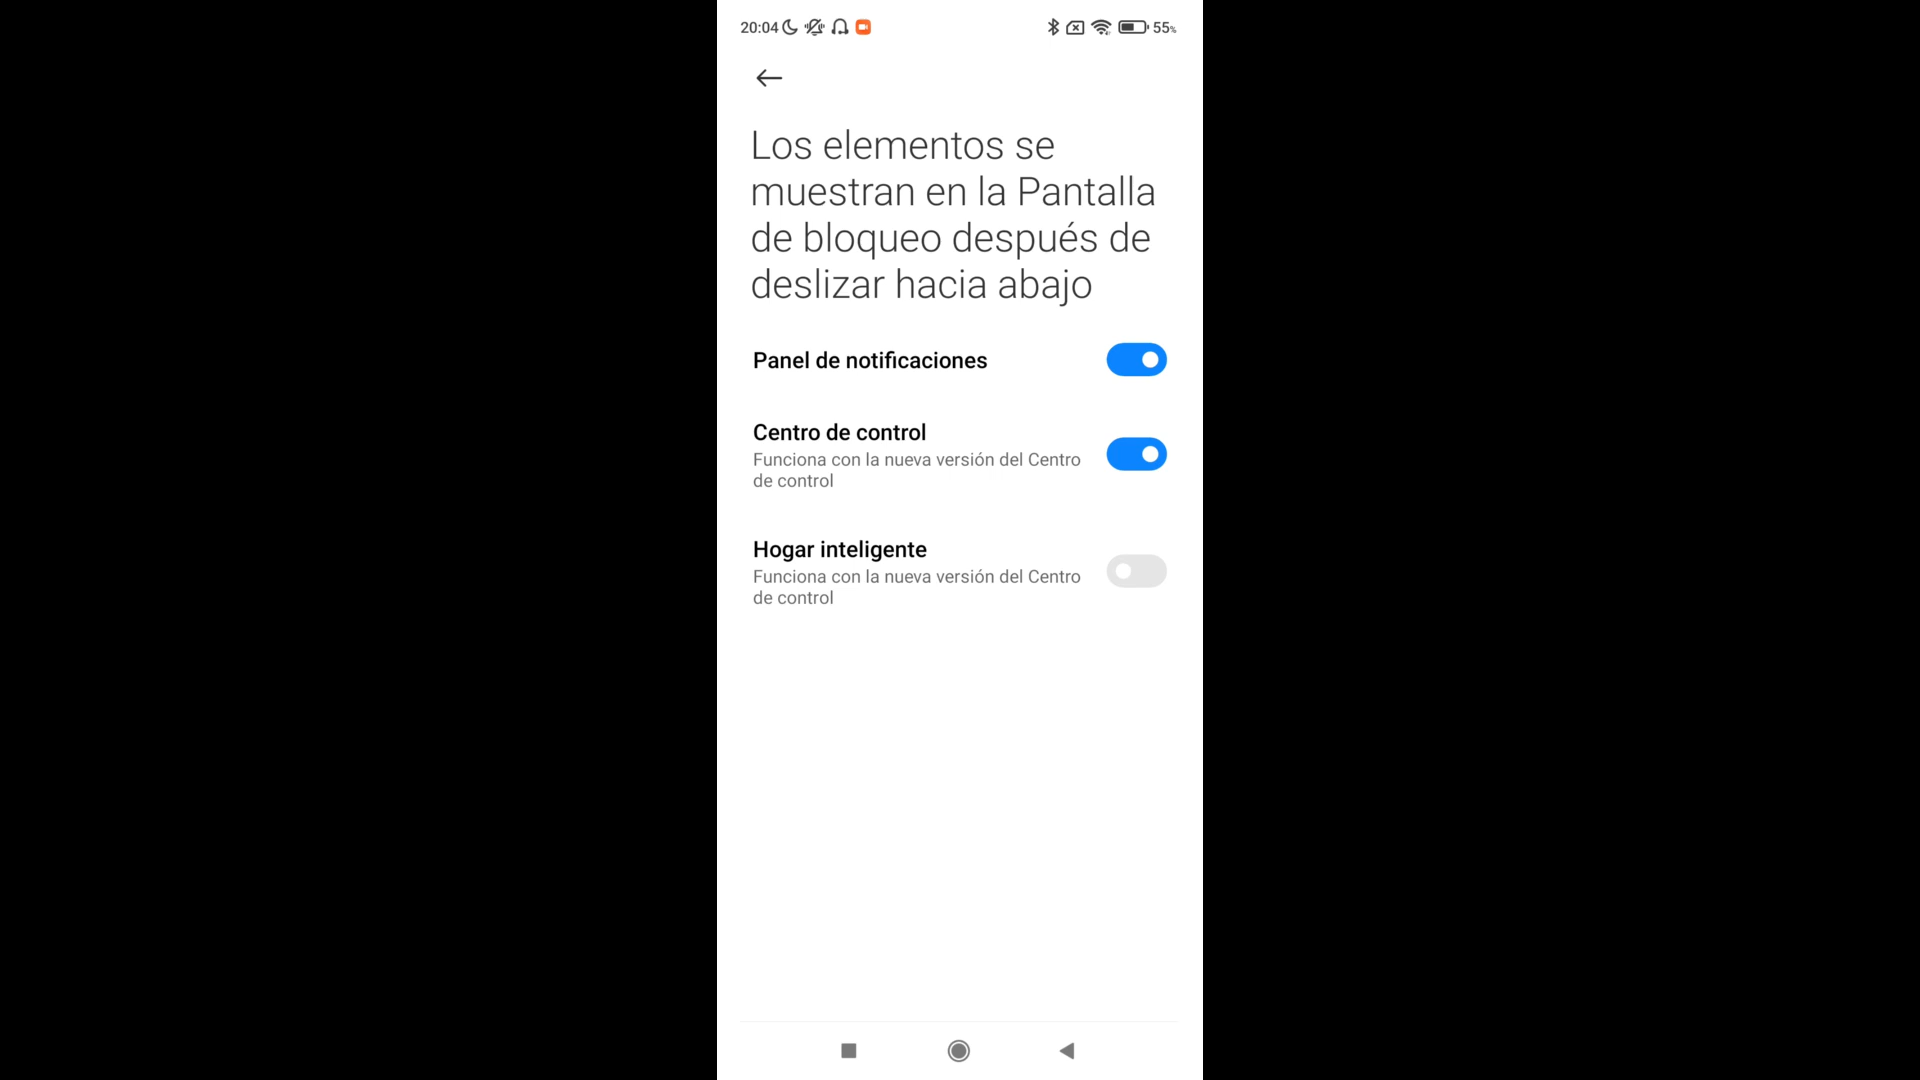 20:04 55%
Los elementos se
muestran en la Pantalla
de bloqueo después de
deslizar hacia abajo
Panel de notificaciones
Centro de control
Funciona con la nueva versión del Centro
de control
Hogar inteligente
Funciona con la nueva versión del Centro
de control